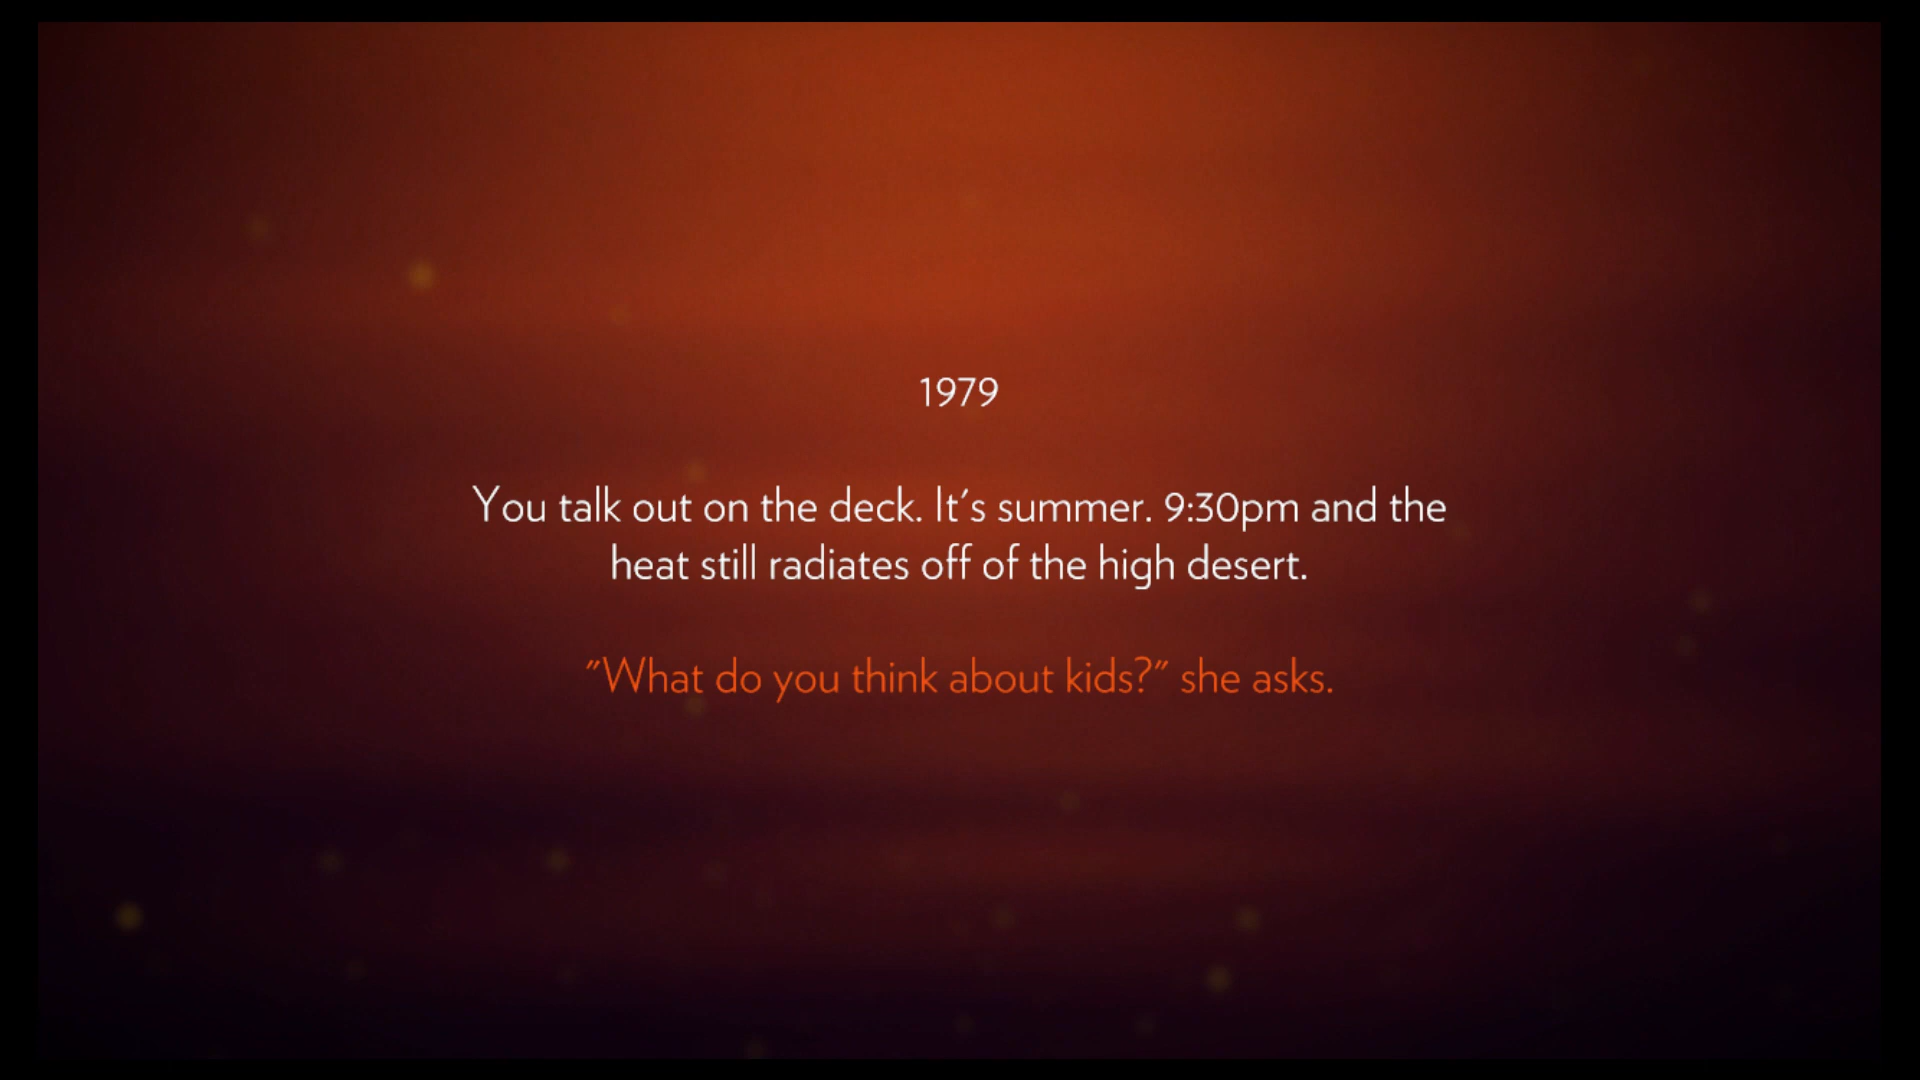 1979
You talk out on the deck. It's summer. 9:30pm and the
heat still radiates off of the high desert.
"What do you think about kids?" she asks.